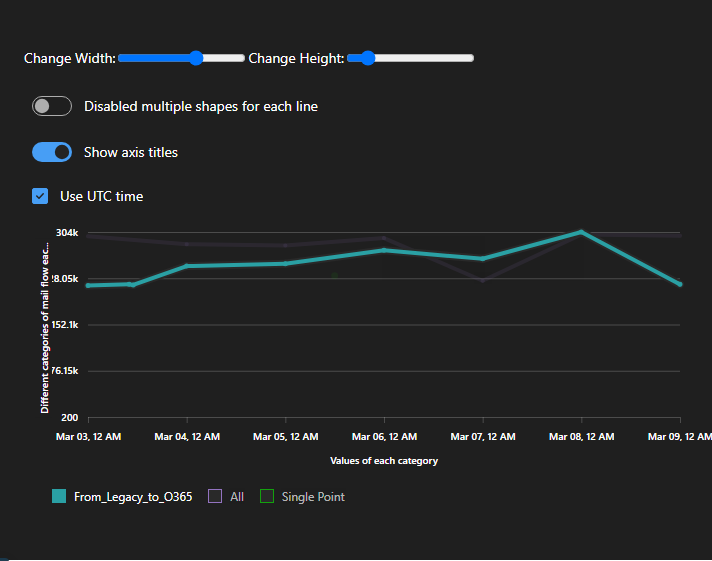 Change Width: Change Height:
Disabled multiple shapes for each line
Show axis titles
Use UTC time
Different categories of mail flow eac...
304k
8.05k
152.1k
76.15k
200
Mar 03, 12 AM Mar 04, 12 AM Mar 05, 12 AM Mar 06, 12 AM Mar 07, 12 AM Mar 08, 12 AM Mar 09, 12 AM
Values of each category
From_Legacy_to_O365 All Single Point